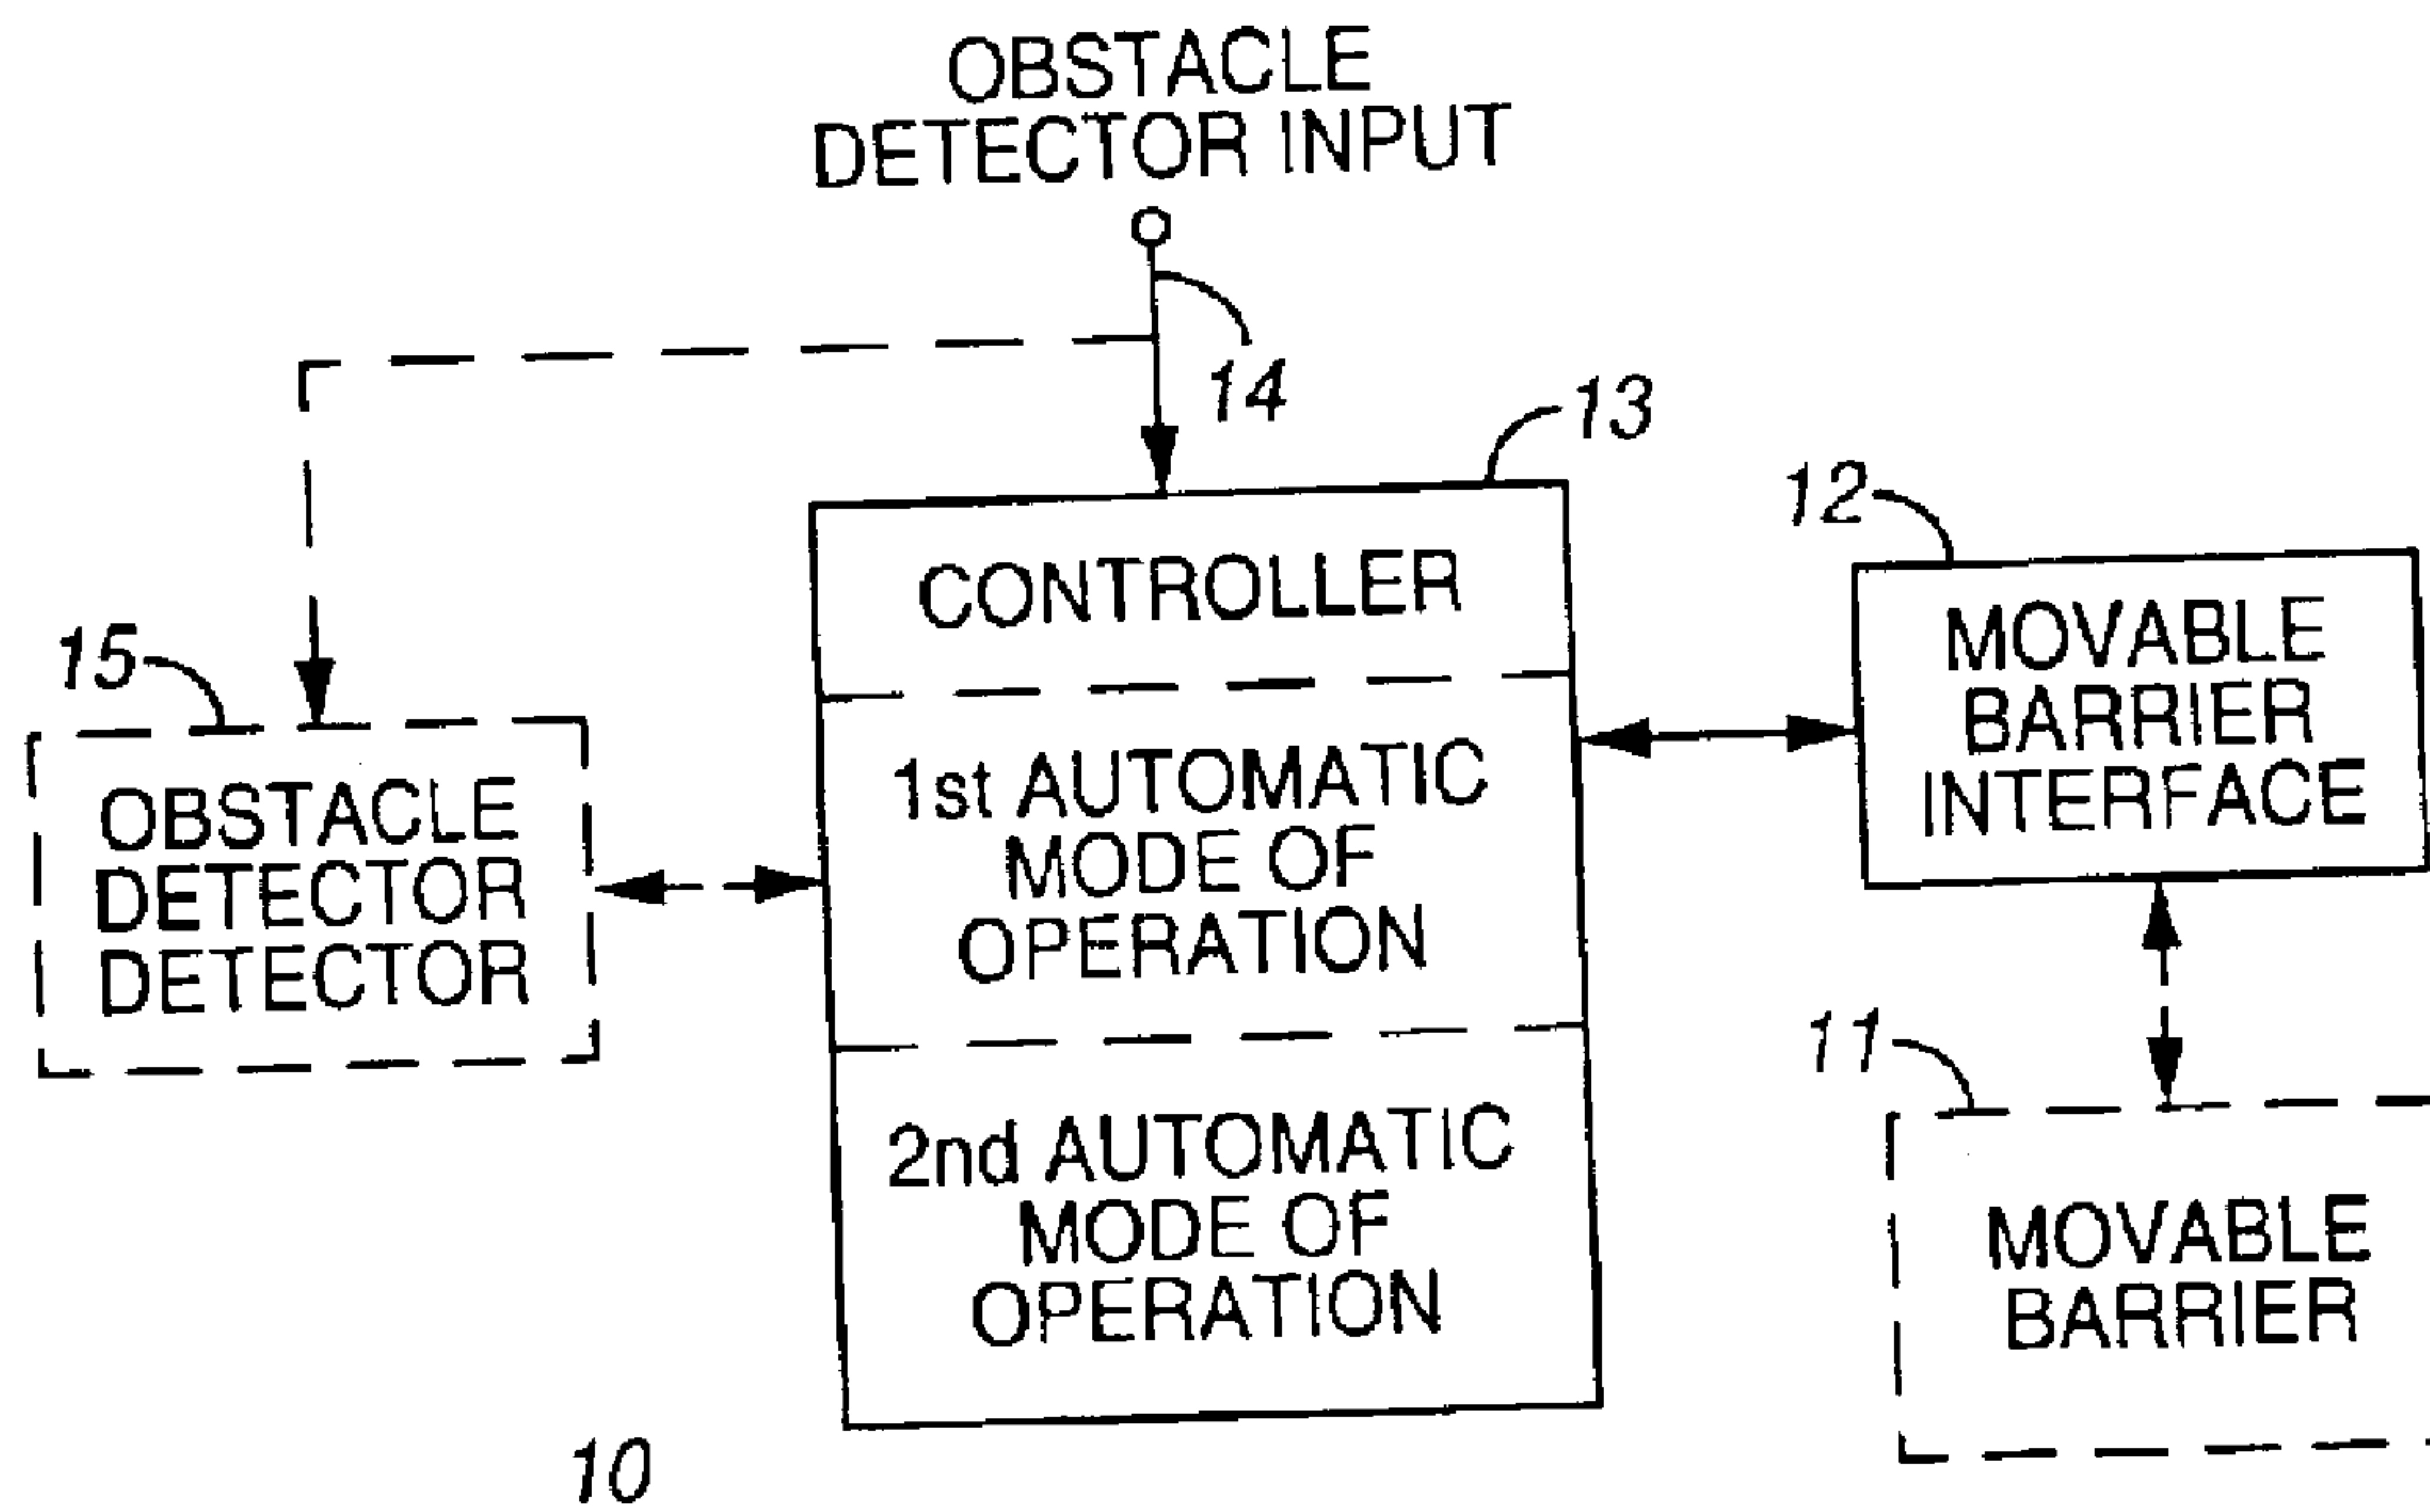 OBSTACLE
DETECTOR INPUT
14
13
12
CONTROLLER
MOVABLE
BARRIER
INTERFACE
15
1st AUTOMATIC
MODE OF
OPERATION
OBSTACLE
DETECTOR
DETECTOR
11
2nd AUTOMATIC
MODE OF
OPERATION
MOVABLE
BARRIER
10